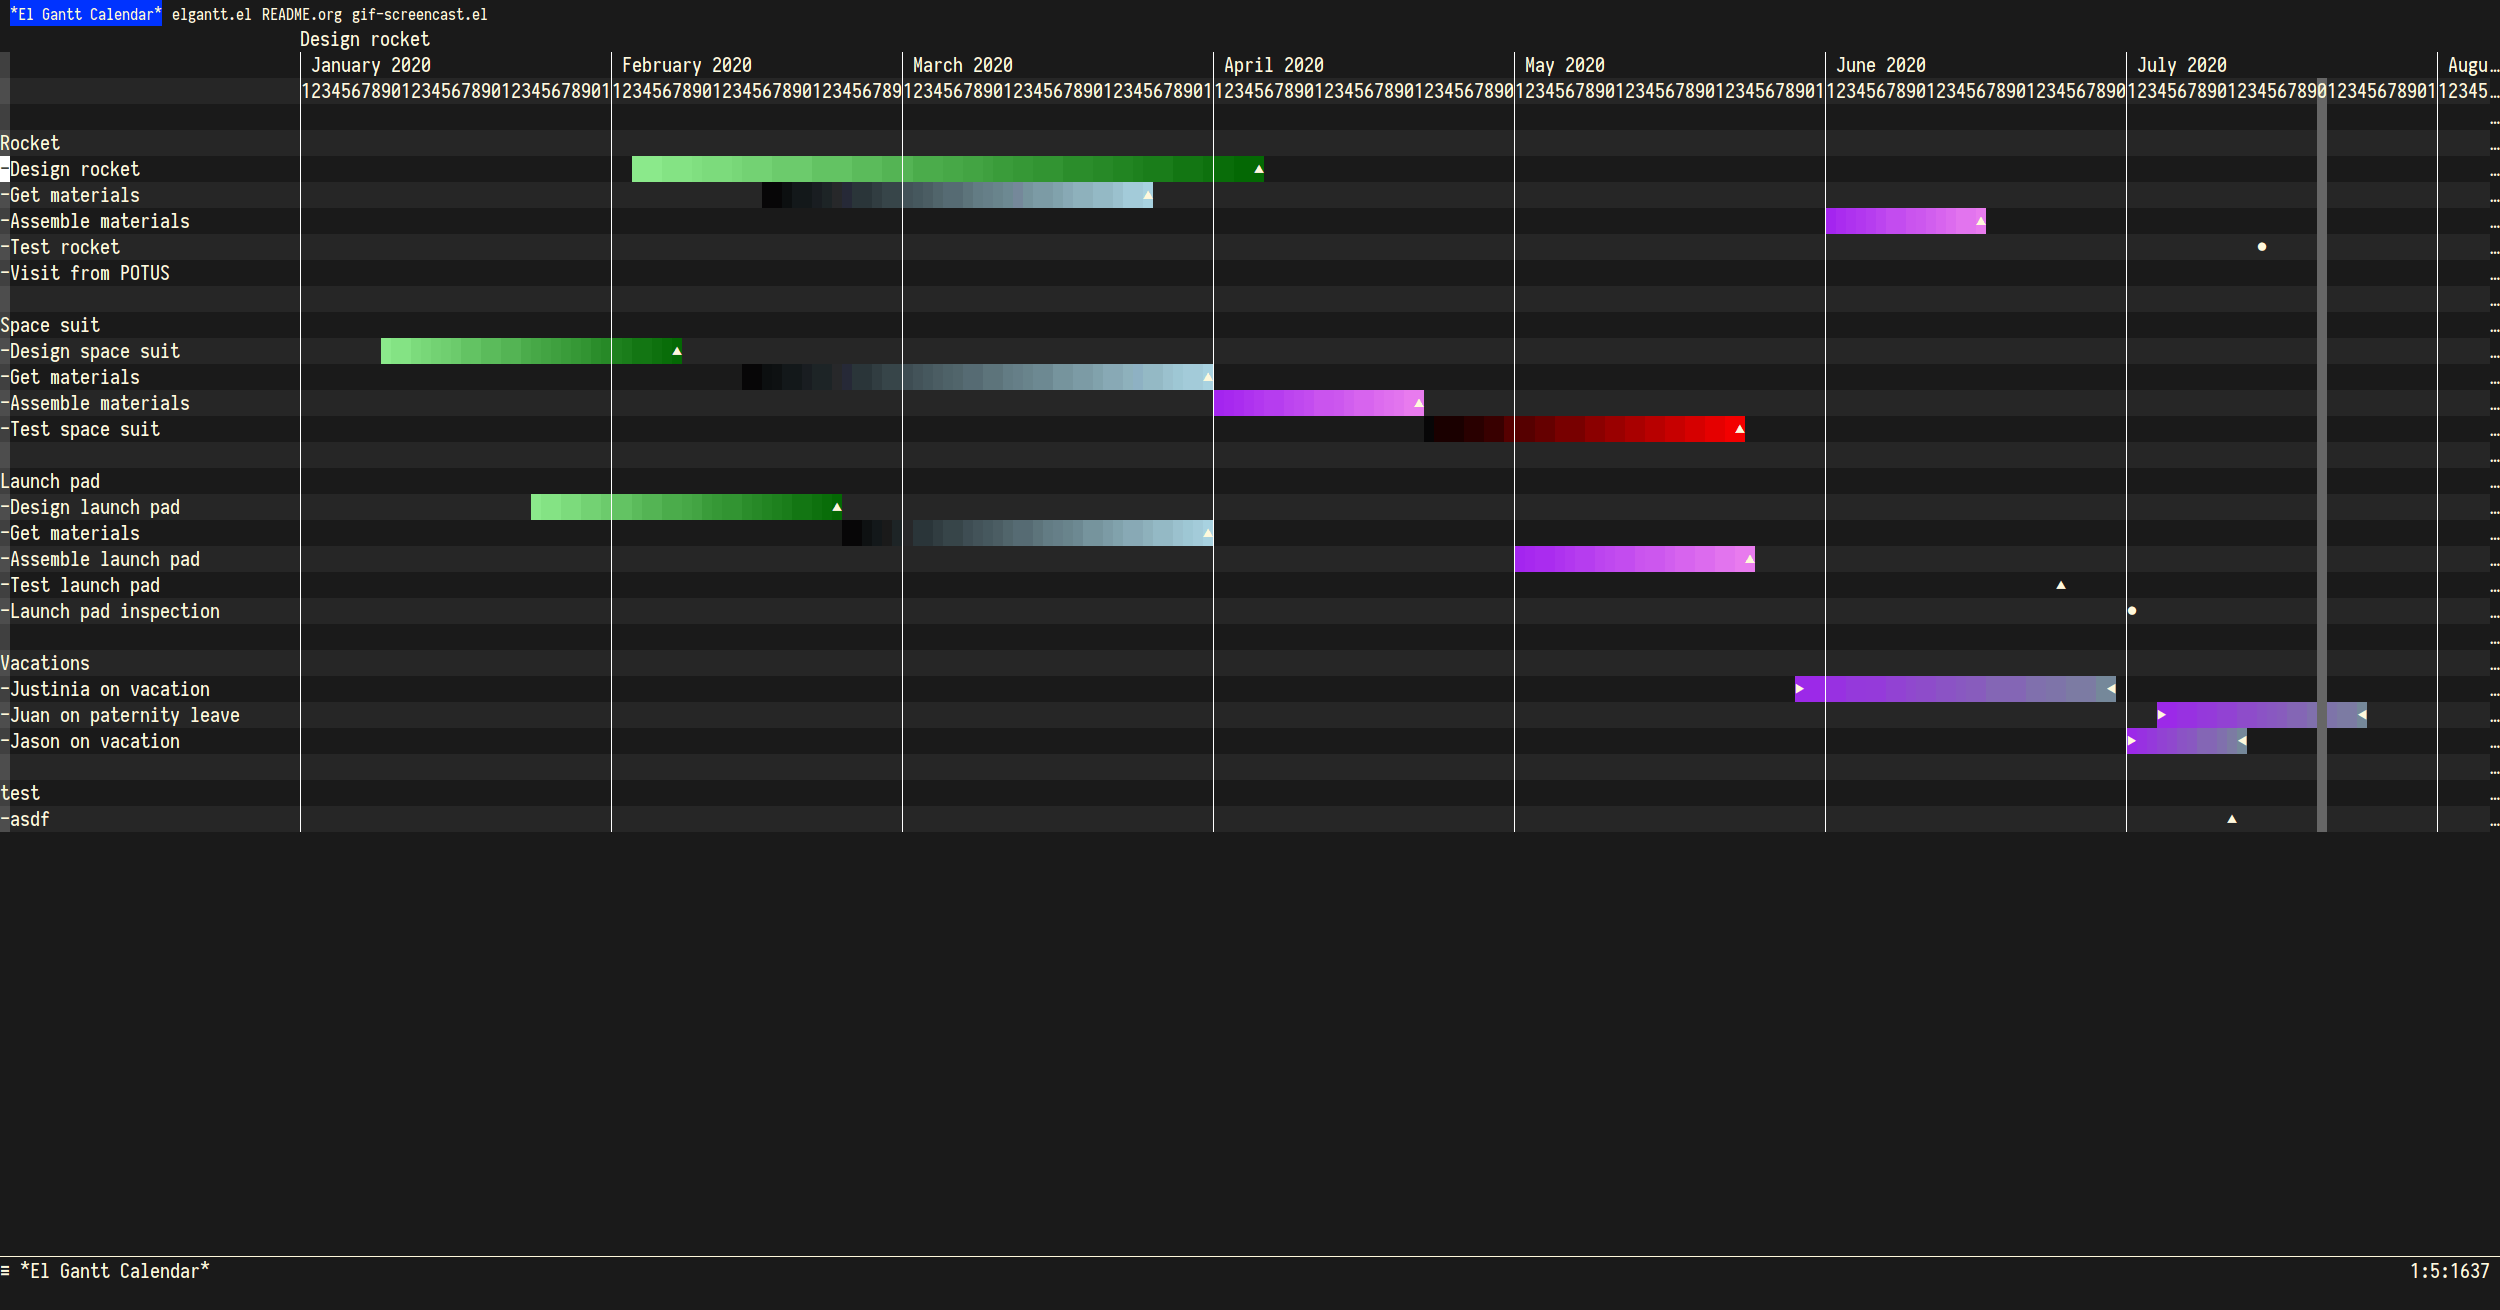 *El Gantt Calendar* elgantt.el README.org gif-screencast.el
Design rocket
January 2020 February 2020 March 2020 April 2020 May 2020 June 2020 July 2020 Augu…
1234567890123456789012345678901 12345678901234567890123456789 1234567890123456789012345678901 123456789012345678901234567890 1234567890123456789012345678901 123456789012345678901234567890 1234567890123456789012345678901 12345…
Rocket
-Design rocket
-Get materials
-Assemble materials
-Test rocket
-Visit from POTUS
Space suit
-Design space suit
-Get materials
-Assemble materials
-Test space suit
Launch pad
-Design launch pad
-Get materials
-Assemble launch pad
-Test launch pad
-Launch pad inspection
Vacations
-Justinia on vacation
-Juan on paternity leave
-Jason on vacation
test
-asdf
≡ *El Gantt Calendar* 1:5:1637